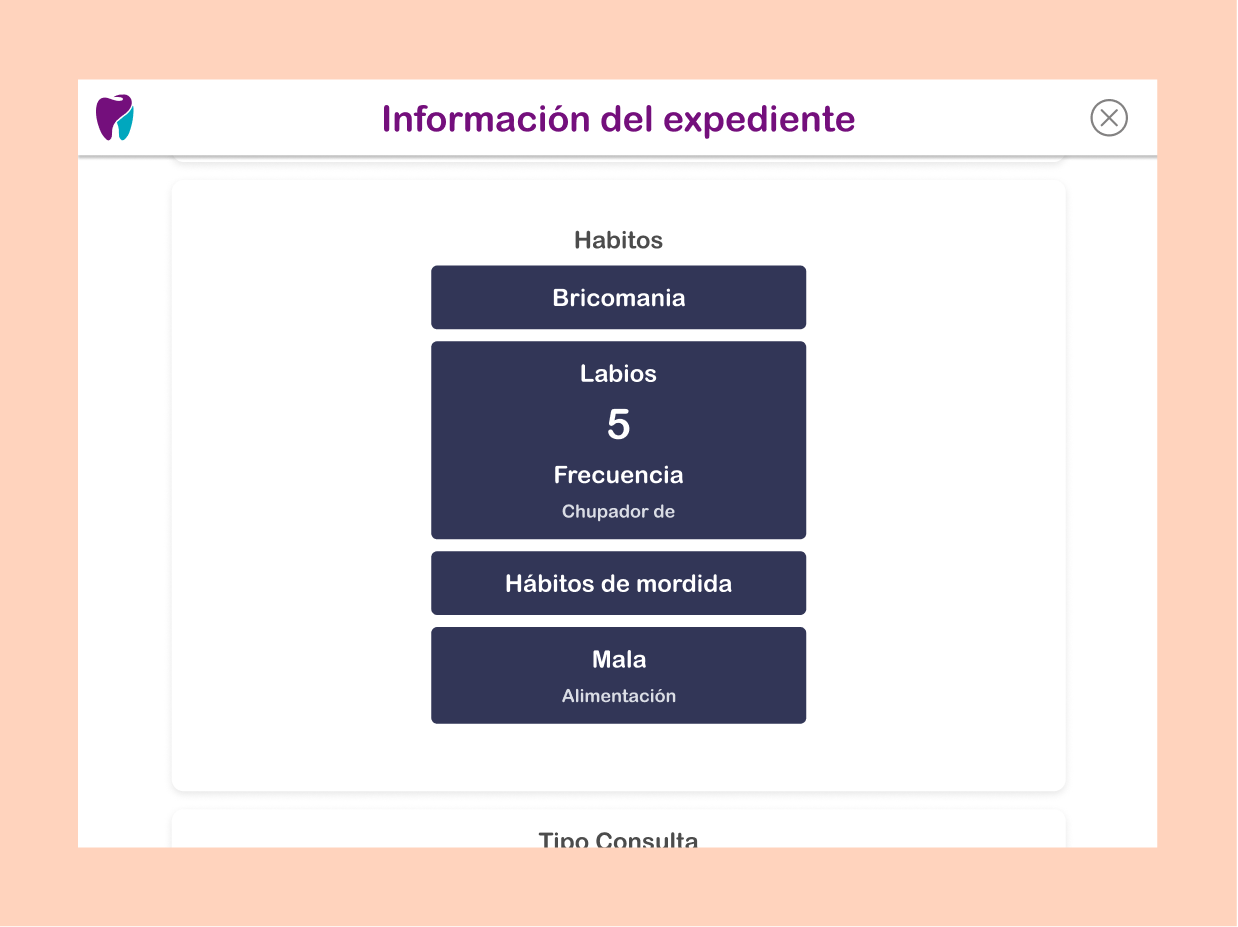 Información del expediente
Habitos
Bricomania
Labios
5
Frecuencia
Chupador de
Hábitos de mordida
Mala
Alimentación
Tipo Consulta